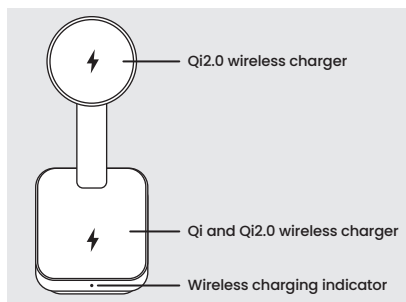 Qi2.0 wireless charger
Qi and Qi2.0 wireless charger
Wireless charging indicator